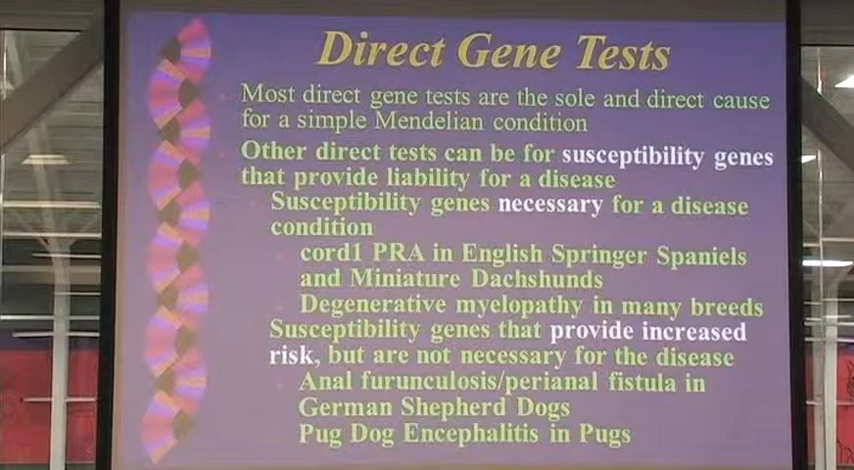 Direct Gene Tests
Most direct gene tests are the sole and direct cause
for a simple Mendelian condition
Other direct tests can be for susceptibility genes
that provide liability for a disease
Susceptibility genes necessary for a disease
condition
cord1 PRA in English Springer Spaniels
and Miniature Dachshunds
Degenerative myelopathy in many breeds
Susceptibility genes that provide increased
risk, but are not necessary for the disease
Anal furunculosis/perianal fistula in
German Shepherd Dogs
Pug Dog Encephalitis in Pugs